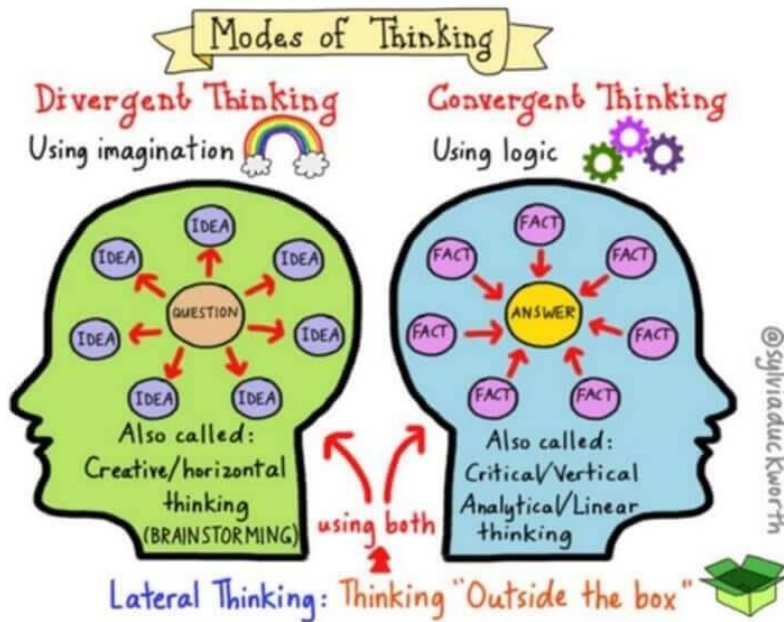 Modes of Thinking
Divergent Thinking
Using imagination
Convergent Thinking
Using logic
IDEA
IDEA
IDEA
IDEA
IDEA
IDEA
IDEA
QUESTION
Also called:
Creative/horizontal
thinking
(BRAINSTORMING)
FACT
FACT
FACT
FACT
FACT
FACT
FACT
ANSWER
Also called:
Critical/Vertical
Analytical/Linear
thinking
using both
Lateral Thinking: Thinking "Outside the box"
@sylviaduckworth